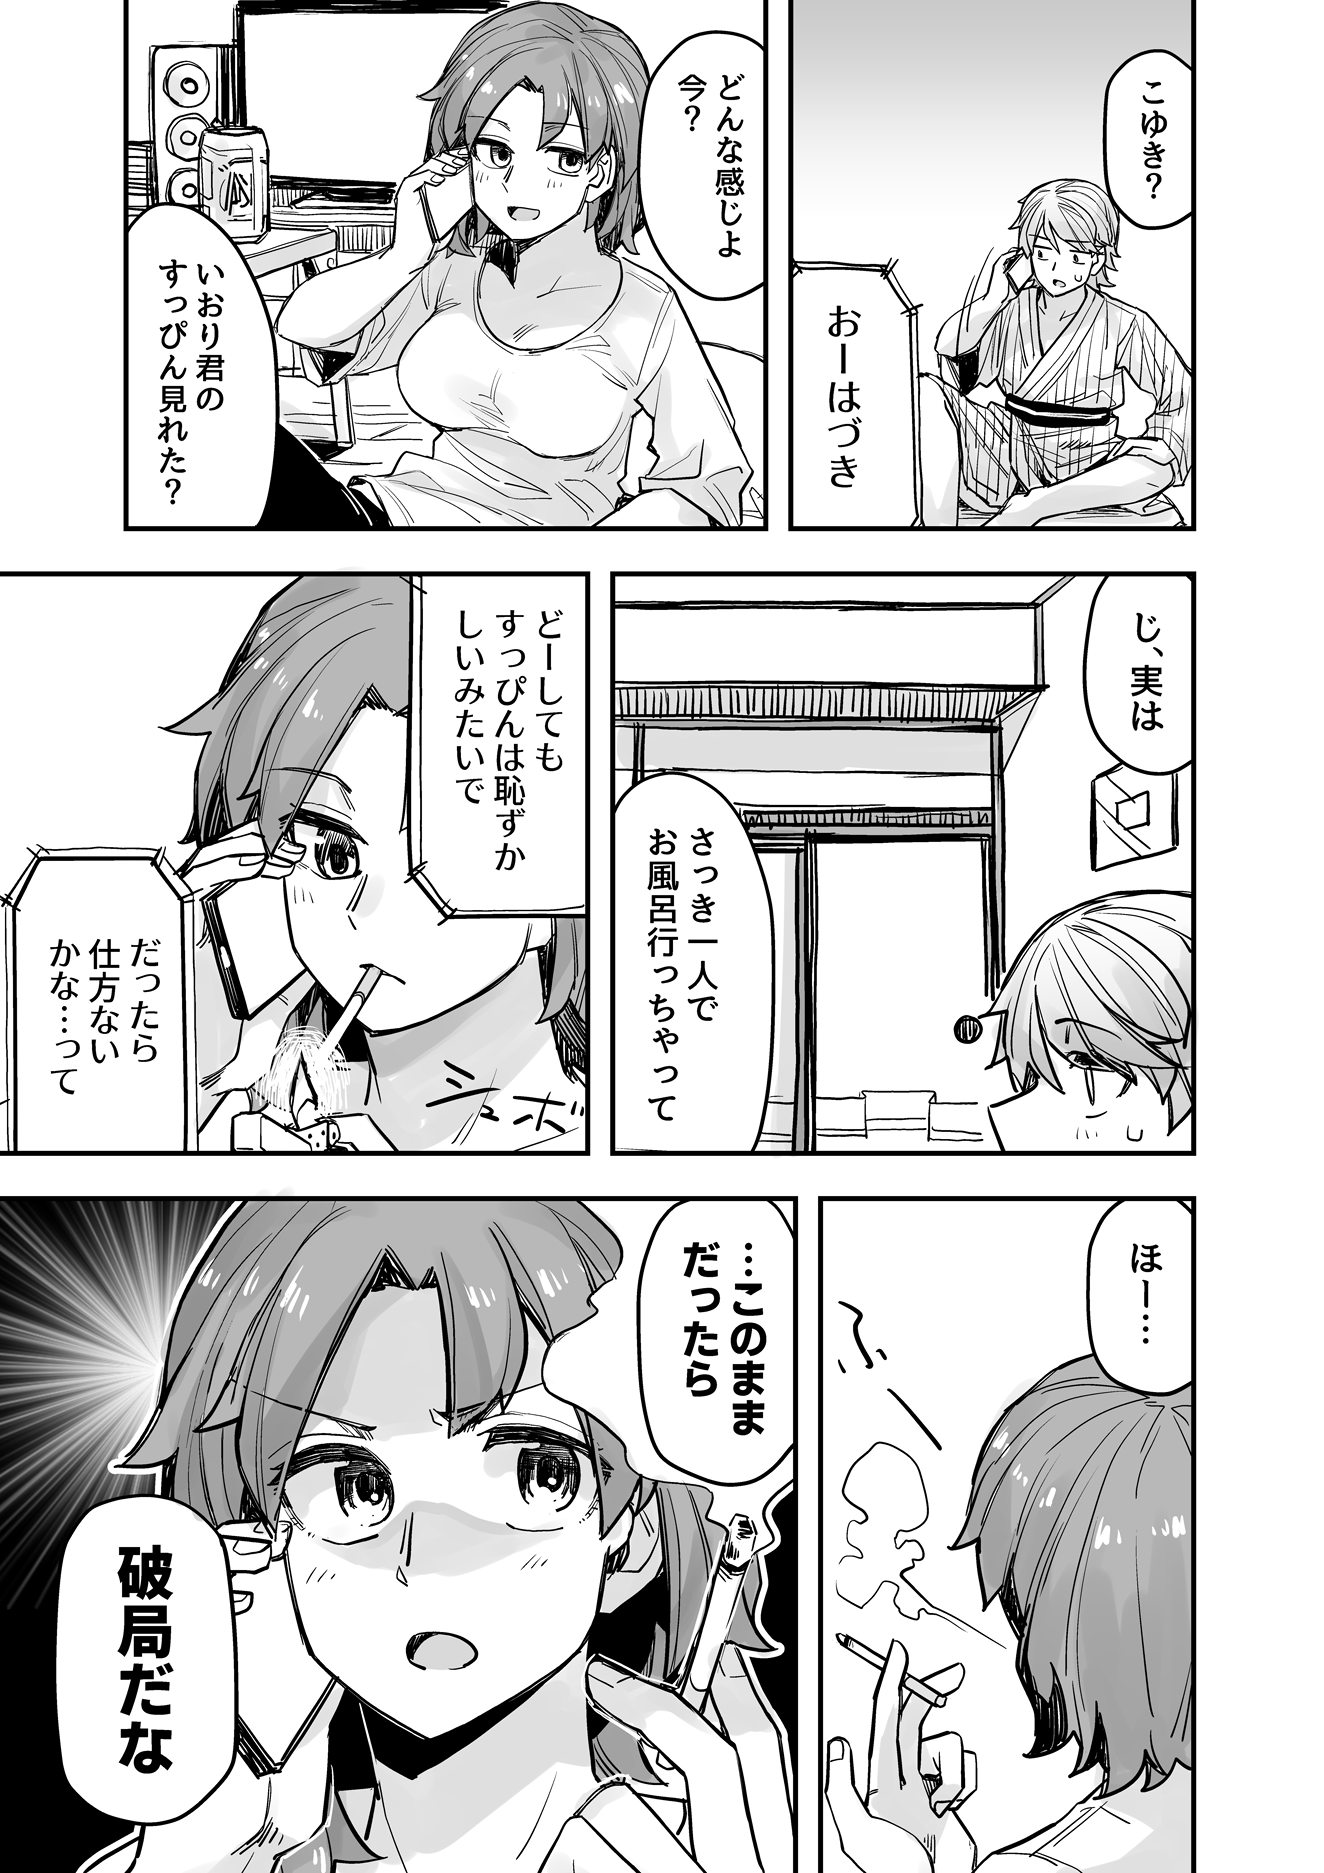 こゆき?
おーはづき
どんな感じよ
今?
いおり君の
すっぴん見れた?
じ、実は
さっき一人で
お風呂行っちゃって
どーしても
すっぴんは恥ずか
しいみたいで
シュボ
だったら
仕方ない
かな…って
ほー…
ふー
…このまま
だったら
破局だな